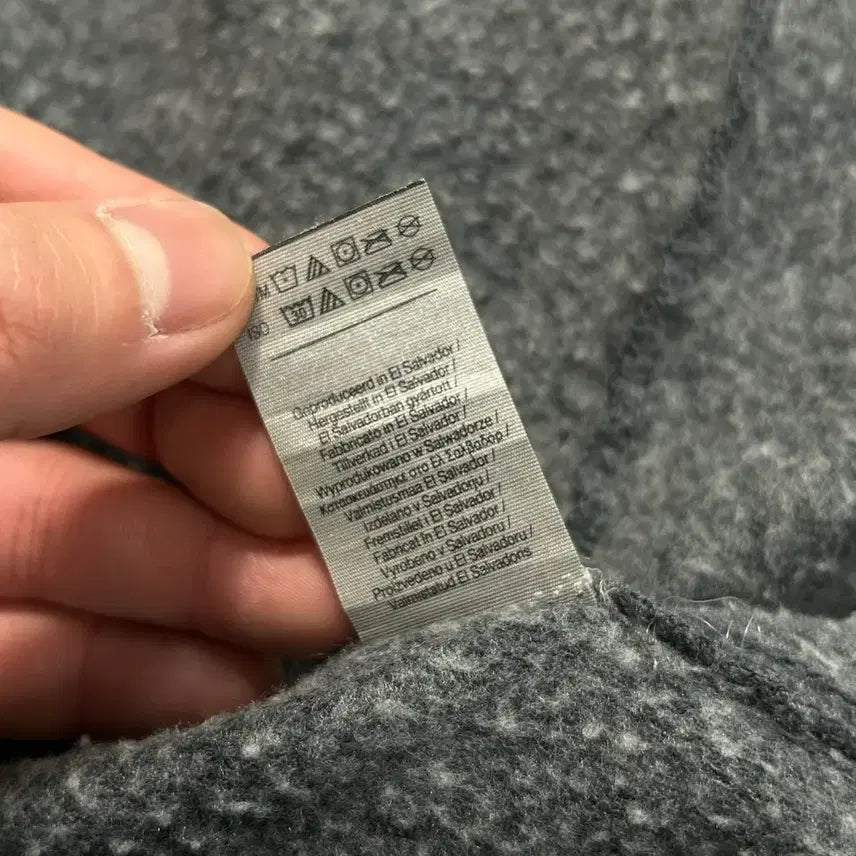 ISO 30
Geproduceerd in El Salvador /
Hergestellt in El Salvador /
El Salvadorban gyártott /
Fabbricato in El Salvador /
Tillverkad i El Salvador /
Wyprodukowano w Salwadorze /
Κατασκευάστηκε στο Ελ Σαλβαδόρ /
Valmistusmaa El Salvador /
Izdelano v Salvadorju /
Fremstillet i El Salvador /
Fabricat în El Salvador /
Vyrobeno v Salvadoru /
Proizvedeno u El Salvadoru /
Valmistatud El Salvadoris